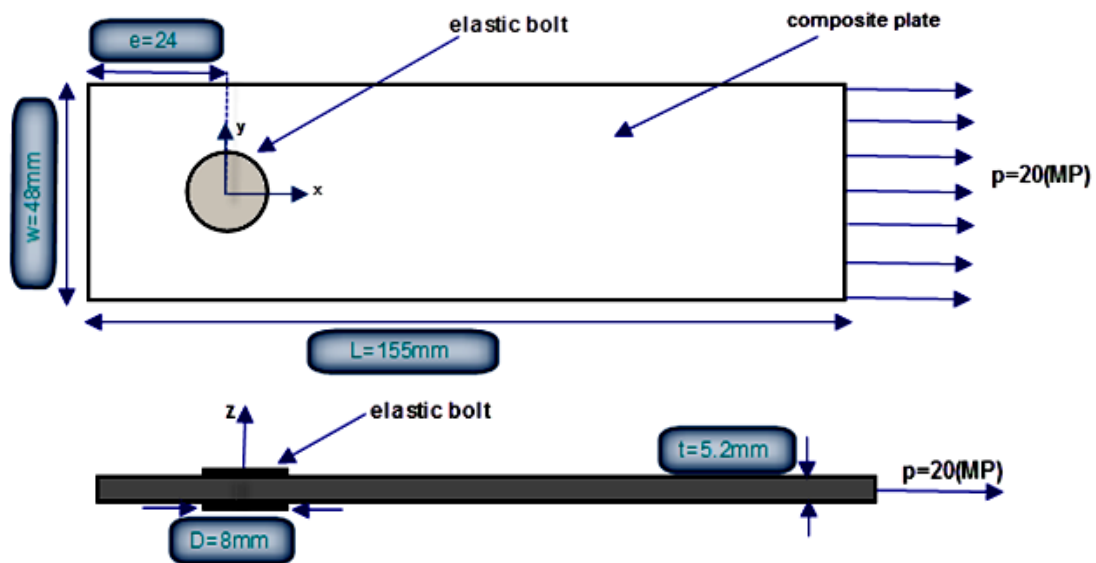 elastic bolt
composite plate
e=24
y
x
w=48mm
p=20(MP)
L=155mm
z
elastic bolt
t=5.2mm
p=20(MP)
D=8mm